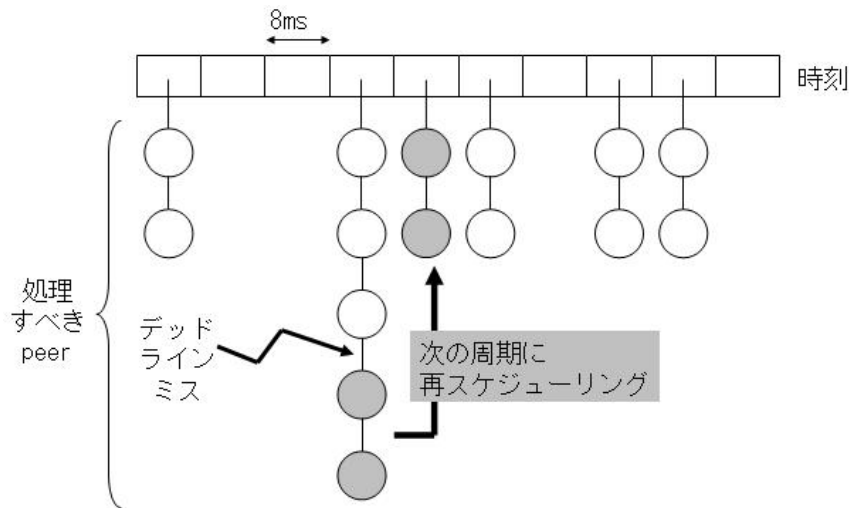 8ms
時刻
処理
すべき
peer
デッド
ライン
ミス
次の周期に
再スケジューリング